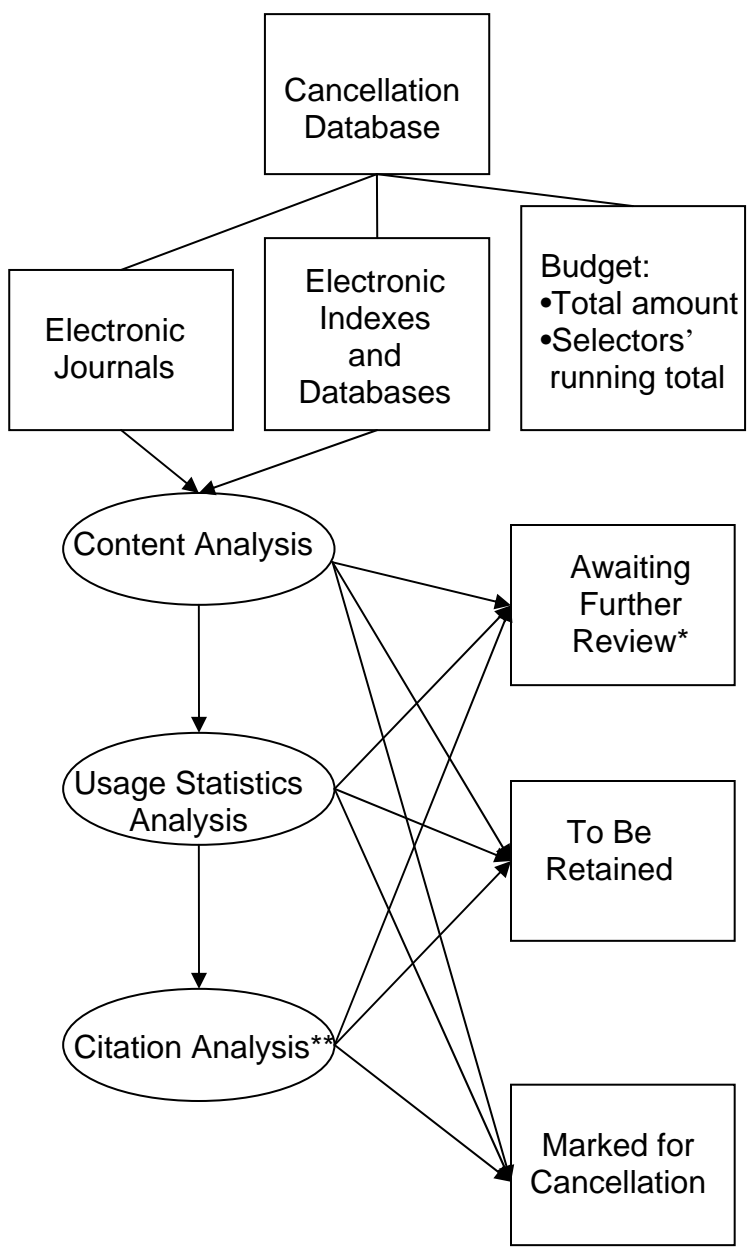 Cancellation
Database
Electronic
Journals
Electronic
Indexes
and
Databases
Budget:
•Total amount
•Selectors’
running total
Content Analysis
Awaiting
Further
Review*
Usage Statistics
Analysis
To Be
Retained
Citation Analysis**
Marked for
Cancellation